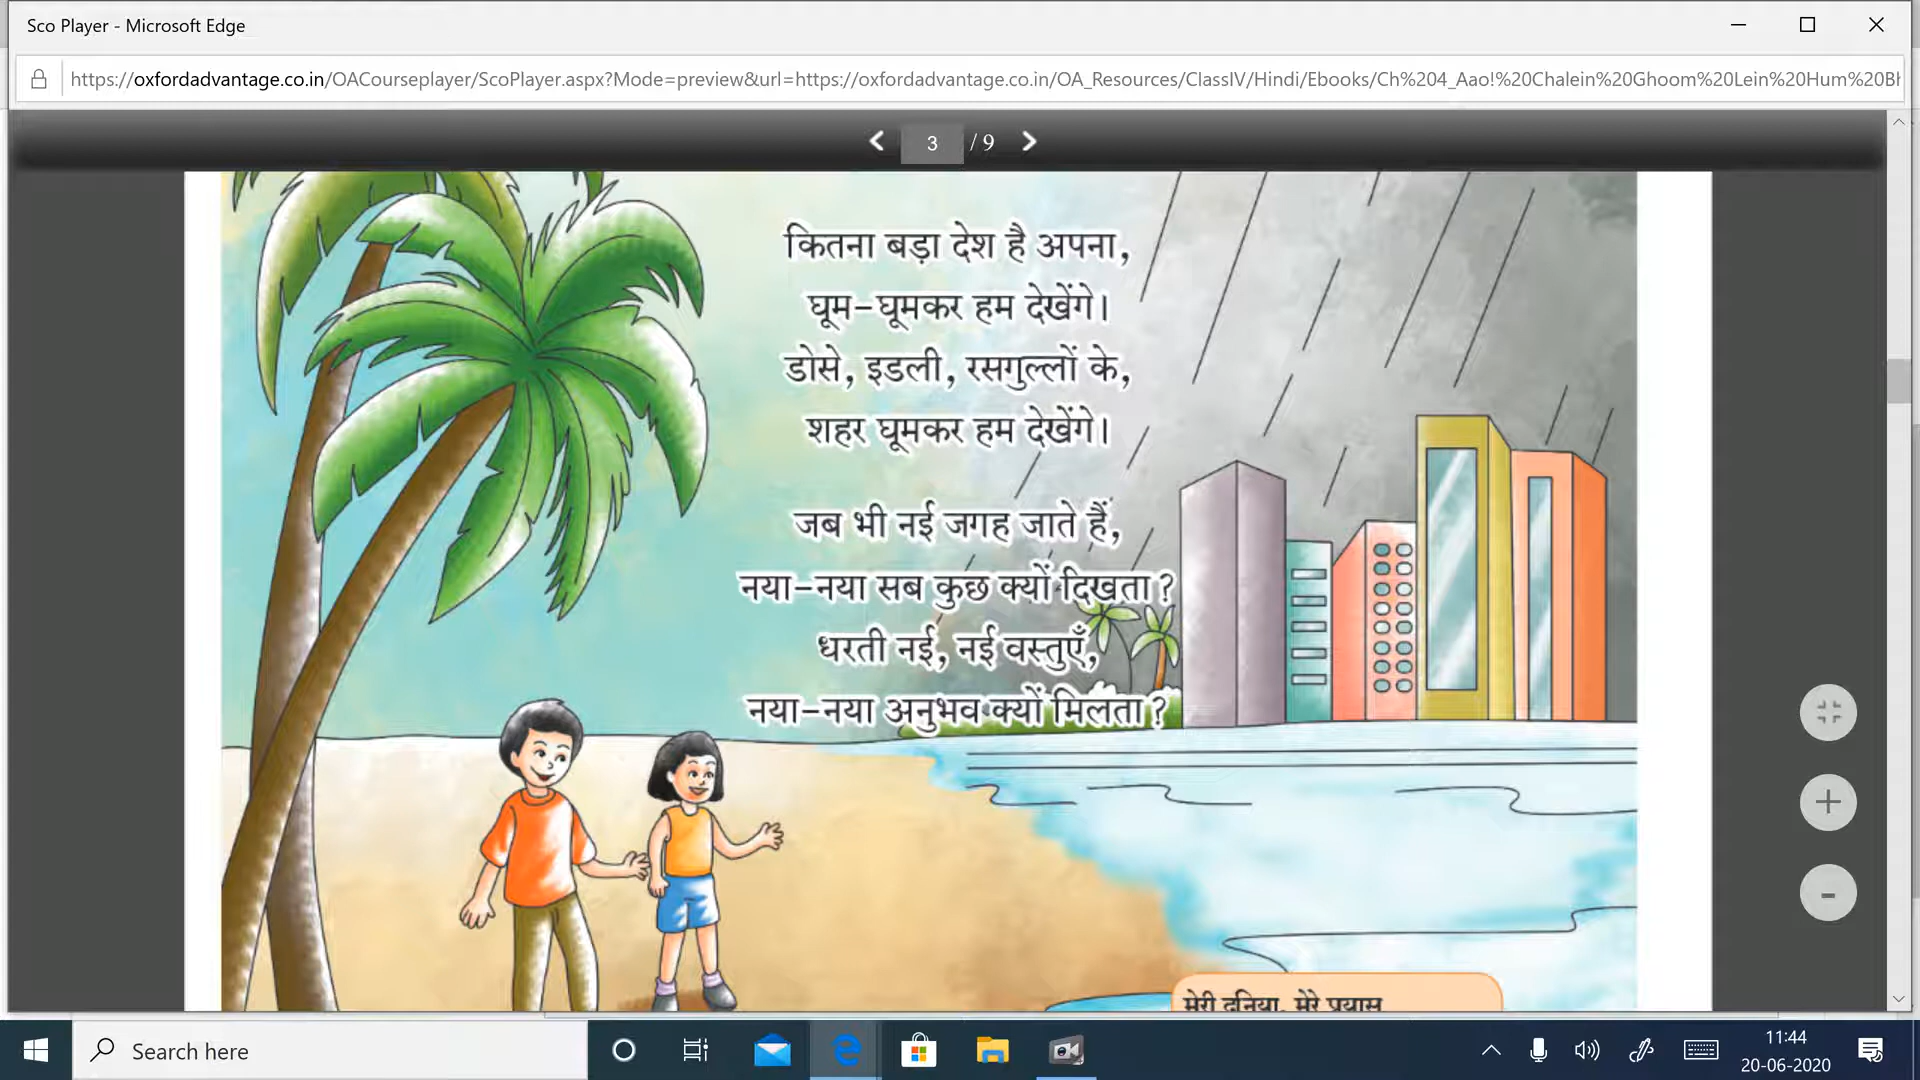 Sco Player - Microsoft Edge
https://oxfordadvantage.co.in/OACourseplayer/ScoPlayer.aspx?Mode=preview&url=https://oxfordadvantage.co.in/OA_Resources/ClassIV/Hindi/Ebooks/Ch%204_Aao!%20Chalein%20Ghoom%20Lein%20Hum%20Bh
3 / 9
कितना बड़ा देश है अपना,
घूम-घूमकर हम देखेंगे।
डोसे, इडली, रसगुल्लों के,
शहर घूमकर हम देखेंगे।
जब भी नई जगह जाते हैं,
नया-नया सब कुछ क्यों दिखता?
धरती नई, नई वस्तुएँ,
नया-नया अनुभव क्यों मिलता?
मेरी दुनिया, मेरे प्रयास
Search here
11:44
20-06-2020